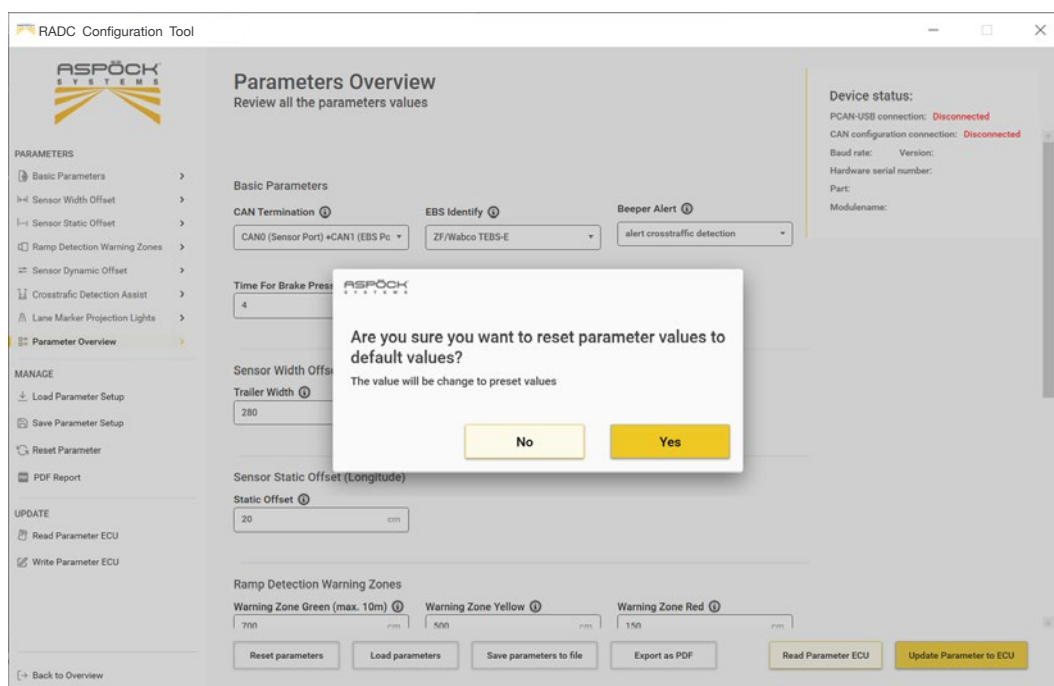 RADC Configuration Tool
ASPÖCK
SYSTEMS
PARAMETERS
Basic Parameters
Sensor Width Offset
Sensor Static Offset
Ramp Detection Warning Zones
Sensor Dynamic Offset
Crosstrafic Detection Assist
Lane Marker Projection Lights
Parameter Overview
MANAGE
Load Parameter Setup
Save Parameter Setup
Reset Parameter
PDF Report
UPDATE
Read Parameter ECU
Write Parameter ECU
Back to Overview
Parameters Overview
Review all the parameters values
Device status:
PCAN-USB connection: Disconnected
CAN configuration connection: Disconnected
Baud rate: Version:
Hardware serial number:
Part:
Modulename:
Basic Parameters
CAN Termination EBS Identify Beeper Alert
CAN0 (Sensor Port) +CAN1 (EBS Pc ZF/Wabco TEBS-E alert crosstraffic detection
Time For Brake Press
4
ASPÖCK
SYSTEMS
Are you sure you want to reset parameter values to
default values?
The value will be change to preset values
No Yes
Sensor Width Offs
Trailer Width
280
Sensor Static Offset (Longitude)
Static Offset
20 cm
Ramp Detection Warning Zones
Warning Zone Green (max. 10m) Warning Zone Yellow Warning Zone Red
700 cm 500 cm 150 cm
Reset parameters Load parameters Save parameters to file Export as PDF Read Parameter ECU Update Parameter to ECU